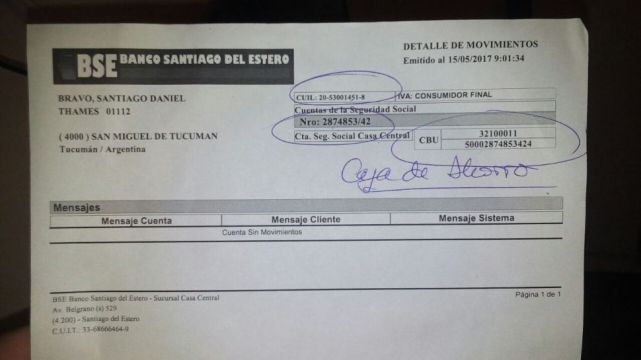 BSE BANCO SANTIAGO DEL ESTERO
DETALLE DE MOVIMIENTOS
Emitido al 15/05/2017 9:01:34
BRAVO, SANTIAGO DANIEL
THAMES 01112
( 4000 ) SAN MIGUEL DE TUCUMAN
Tucumán / Argentina
CUIL: 20-53001451-8 IVA: CONSUMIDOR FINAL
Cuentas de la Seguridad Social
Nro: 2874853/42
Cta. Seg. Social Casa Central
CBU
32100011
50002874853424
Caja de Ahorro
Mensajes
Mensaje Cuenta Mensaje Cliente Mensaje Sistema
Cuenta Sin Movimientos
BSE Banco Santiago del Estero - Sucursal Casa Central
Av. Belgrano (s) 529
(4.200) - Santiago del Estero
C.U.I.T.: 33-68666464-9
Página 1 de 1